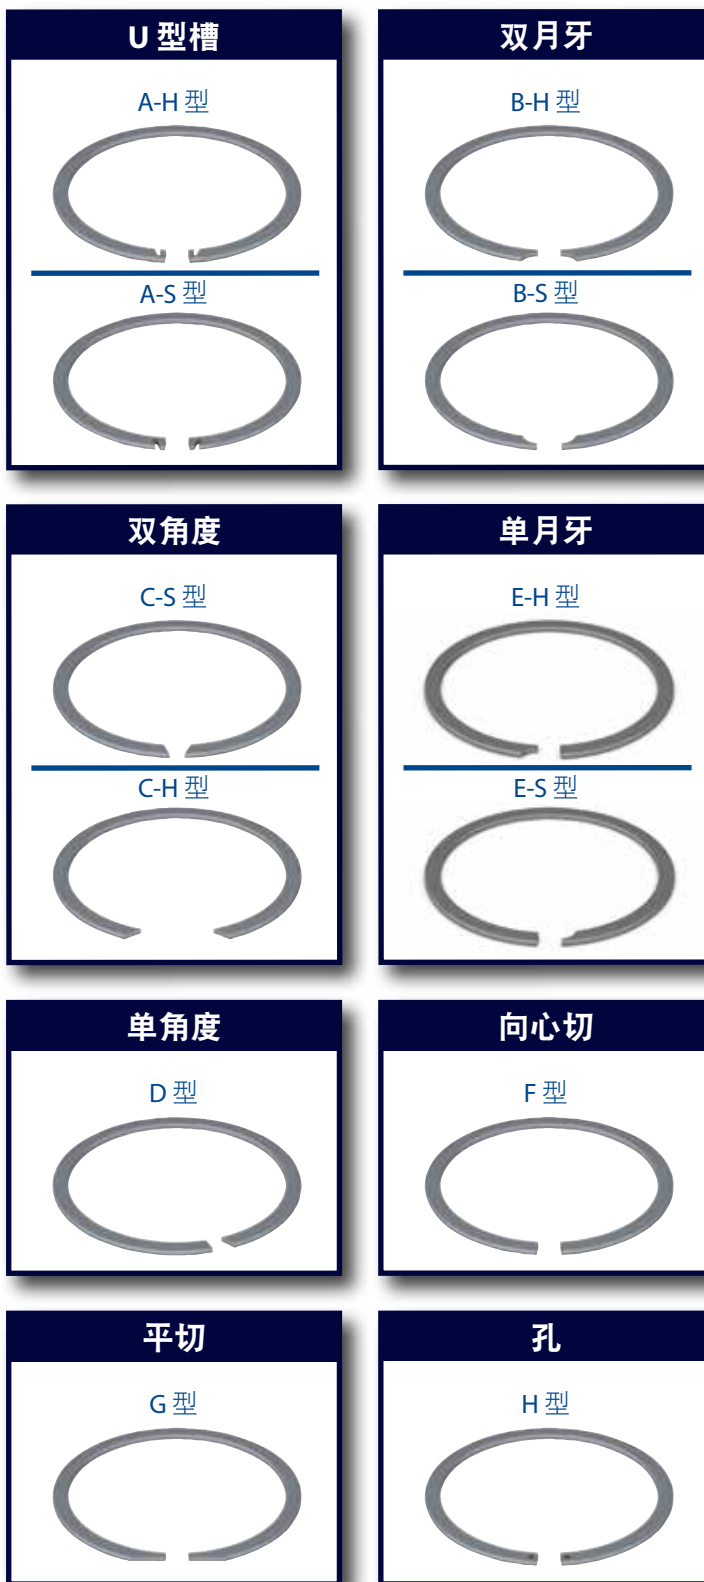 U 型槽
A-H 型
A-S 型
双月牙
B-H 型
B-S 型
双角度
C-S 型
C-H 型
单月牙
E-H 型
E-S 型
单角度
D 型
向心切
F 型
平切
G 型
孔
H 型